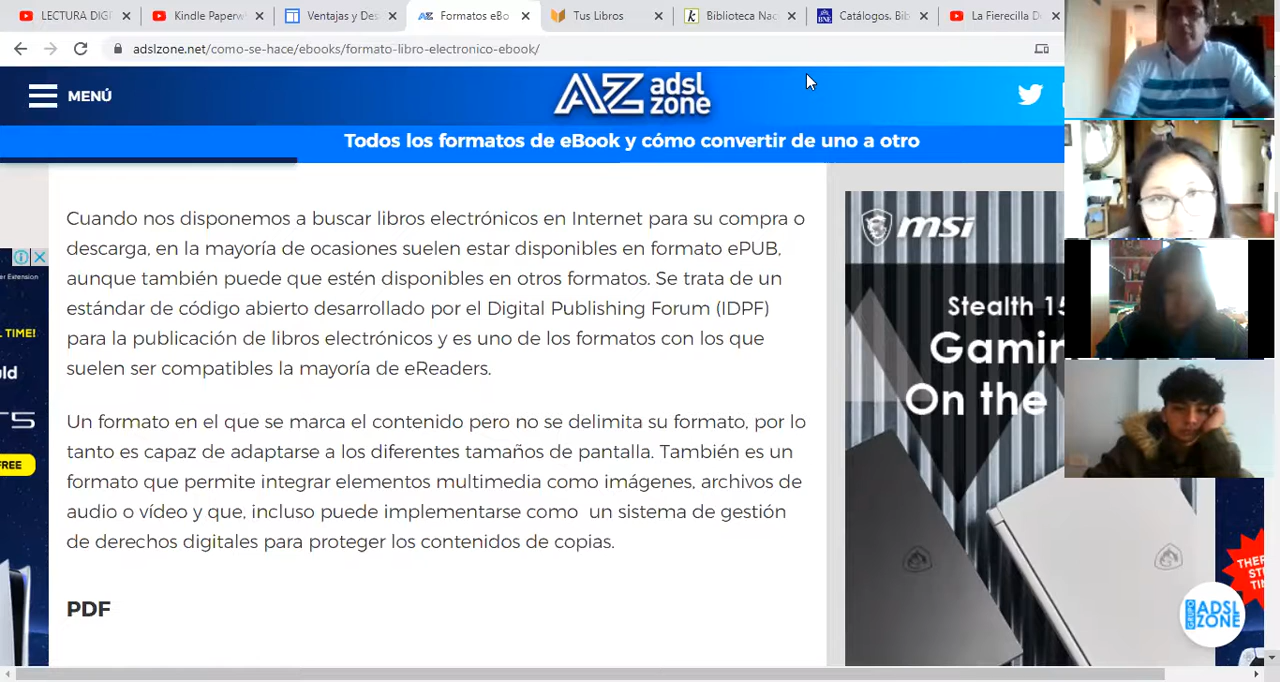 LECTURA DIGI
Kindle Paperw
Ventajas y Des
Formatos eBo
Tus Libros
Biblioteca Nac
Catálogos. Bib
La Fierecilla D
adslzone.net/como-se-hace/ebooks/formato-libro-electronico-ebook/
MENÚ
AZ adsl
zone
Todos los formatos de eBook y cómo convertir de uno a otro
Cuando nos disponemos a buscar libros electrónicos en Internet para su compra o
descarga, en la mayoría de ocasiones suelen estar disponibles en formato ePUB,
aunque también puede que estén disponibles en otros formatos. Se trata de un
estándar de código abierto desarrollado por el Digital Publishing Forum (IDPF)
para la publicación de libros electrónicos y es uno de los formatos con los que
suelen ser compatibles la mayoría de eReaders.
Un formato en el que se marca el contenido pero no se delimita su formato, por lo
tanto es capaz de adaptarse a los diferentes tamaños de pantalla. También es un
formato que permite integrar elementos multimedia como imágenes, archivos de
audio o vídeo y que, incluso puede implementarse como un sistema de gestión
de derechos digitales para proteger los contenidos de copias.
PDF
er Extension
L TIME!
uld
FREE
msi
Stealth 15
Gamin
On the
THER
ST
TIM
GRUPO
ADSL
ZONE